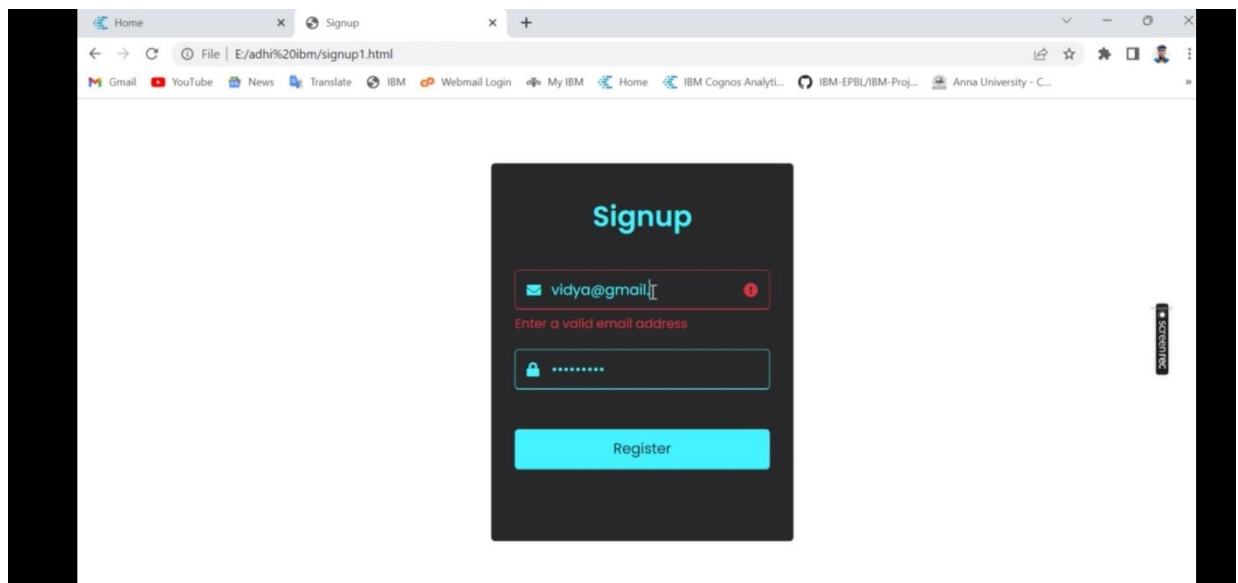 Home
Signup
File | E:/adhi%20ibm/signup1.html
Gmail YouTube News Translate IBM Webmail Login My IBM Home IBM Cognos Analyti... IBM-EPBL/IBM-Proj... Anna University - C...
Signup
vidya@gmail.
Enter a valid email address
•••••••••
Register
screenrec